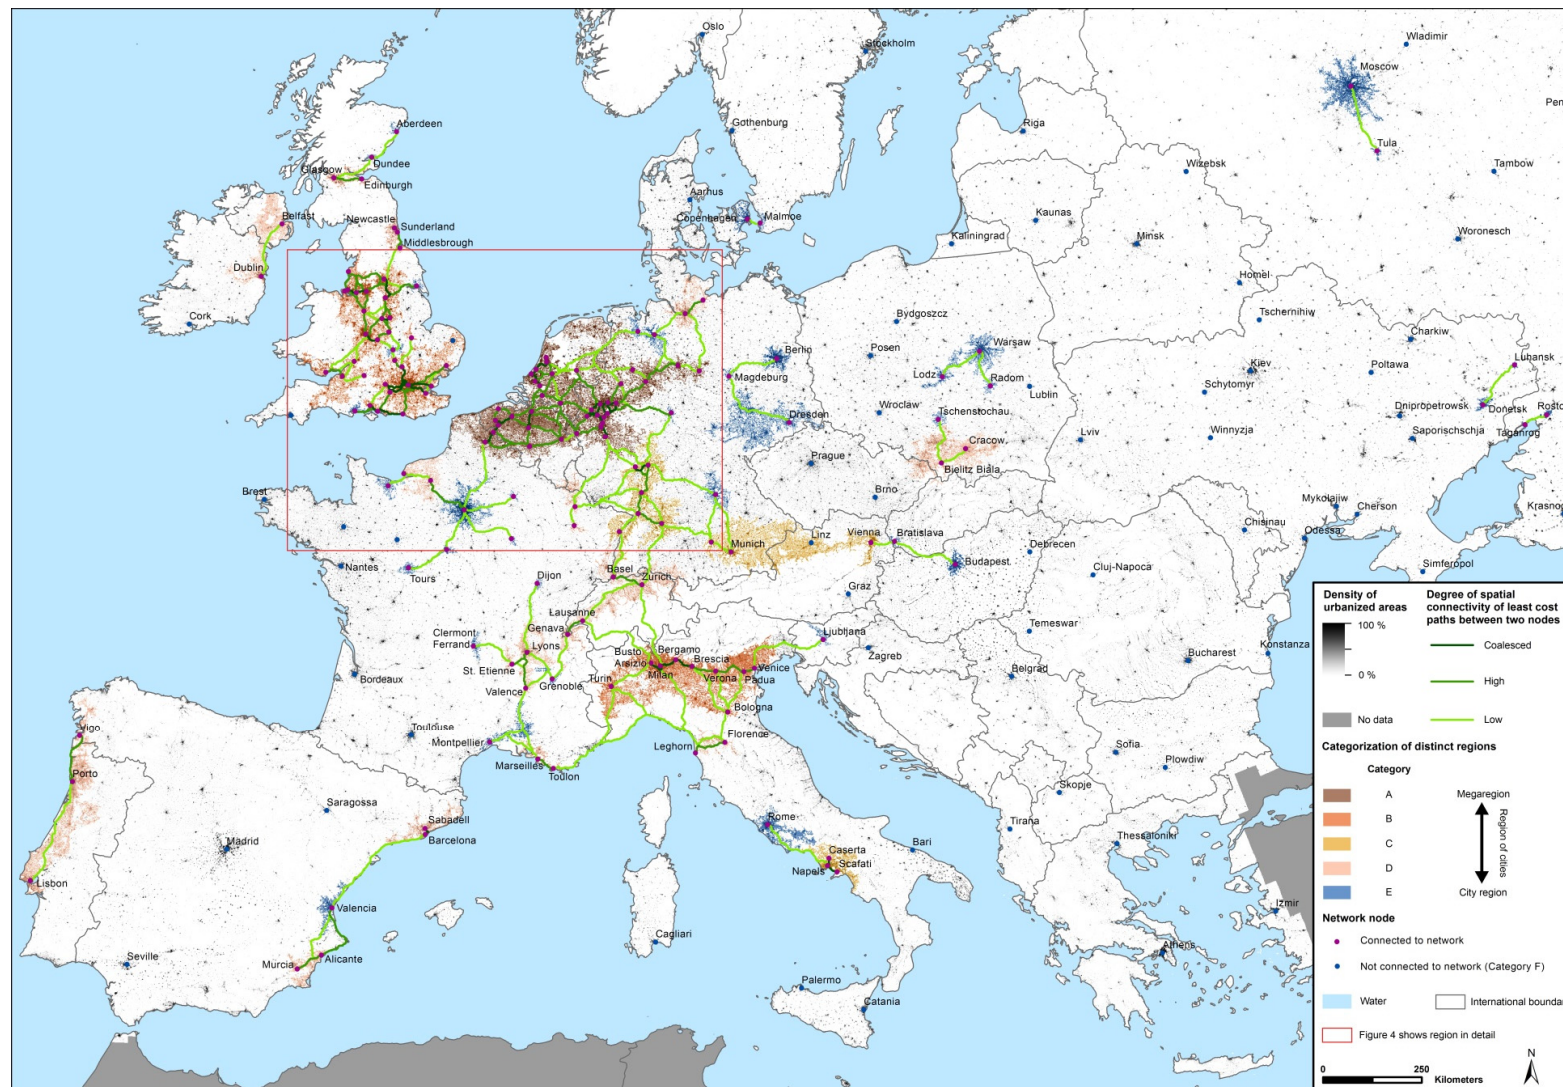 Oslo
Stockholm
Wladimir
Moscow
Pen
Aberdeen
Gothenburg
Riga
Tula
Dundee
Glasgow
Edinburgh
Wizebsk
Tambow
Aarhus
Belfast
Newcastle
Sunderland
Copenhagen
Malmoe
Kaunas
Middlesbrough
Kaliningrad
Minsk
Woronesch
Dublin
Homel
Cork
Bydgoszcz
Tschernihiw
Charkiw
Berlin
Posen
Warsaw
Kiev
Luhansk
Magdeburg
Lodz
Radom
Lublin
Schytomyr
Poltawa
Dresden
Wroclaw
Tschenstochau
Dnipropetrowsk
Donetsk
Rosto
Taganrog
Cracow
Lviv
Winnyzja
Saporischschja
Prague
Bielitz Biala
Brest
Brno
Mykolajiw
Cherson
Krasno
Chisinau
Odessa
Munich
Linz
Vienna
Bratislava
Nantes
Tours
Budapest
Debrecen
Simferopol
Dijon
Basel
Zürich
Graz
Cluj-Napoca
Lausanne
Genava
Clermont
Ferrand
Lyons
Busto
Arsizio
Bergamo
Brescia
Ljubljana
Zagreb
Temeswar
Konstanza
St. Etienne
Milan
Verona
Venice
Padua
Belgrad
Bucharest
Bordeaux
Valence
Grenoble
Turin
Bologna
Toulouse
Montpellier
Florence
Leghorn
Vigo
Marseilles
Toulon
Sofia
Plowdiw
Porto
Saragossa
Skopje
Sabadell
Barcelona
Rome
Tirana
Thessaloniki
Madrid
Caserta
Scafati
Napels
Bari
Lisbon
Valencia
Izmir
Cagliari
Athens
Seville
Murcia
Alicante
Palermo
Catania
Density of
urbanized areas
100 %
0 %
No data
Degree of spatial
connectivity of least cost
paths between two nodes
Coalesced
High
Low
Categorization of distinct regions
Category
A
B
C
D
E
Megaregion
Region of cities
City region
Network node
Connected to network
Not connected to network (Category F)
Water
International boundar
Figure 4 shows region in detail
0
250
Kilometers
N